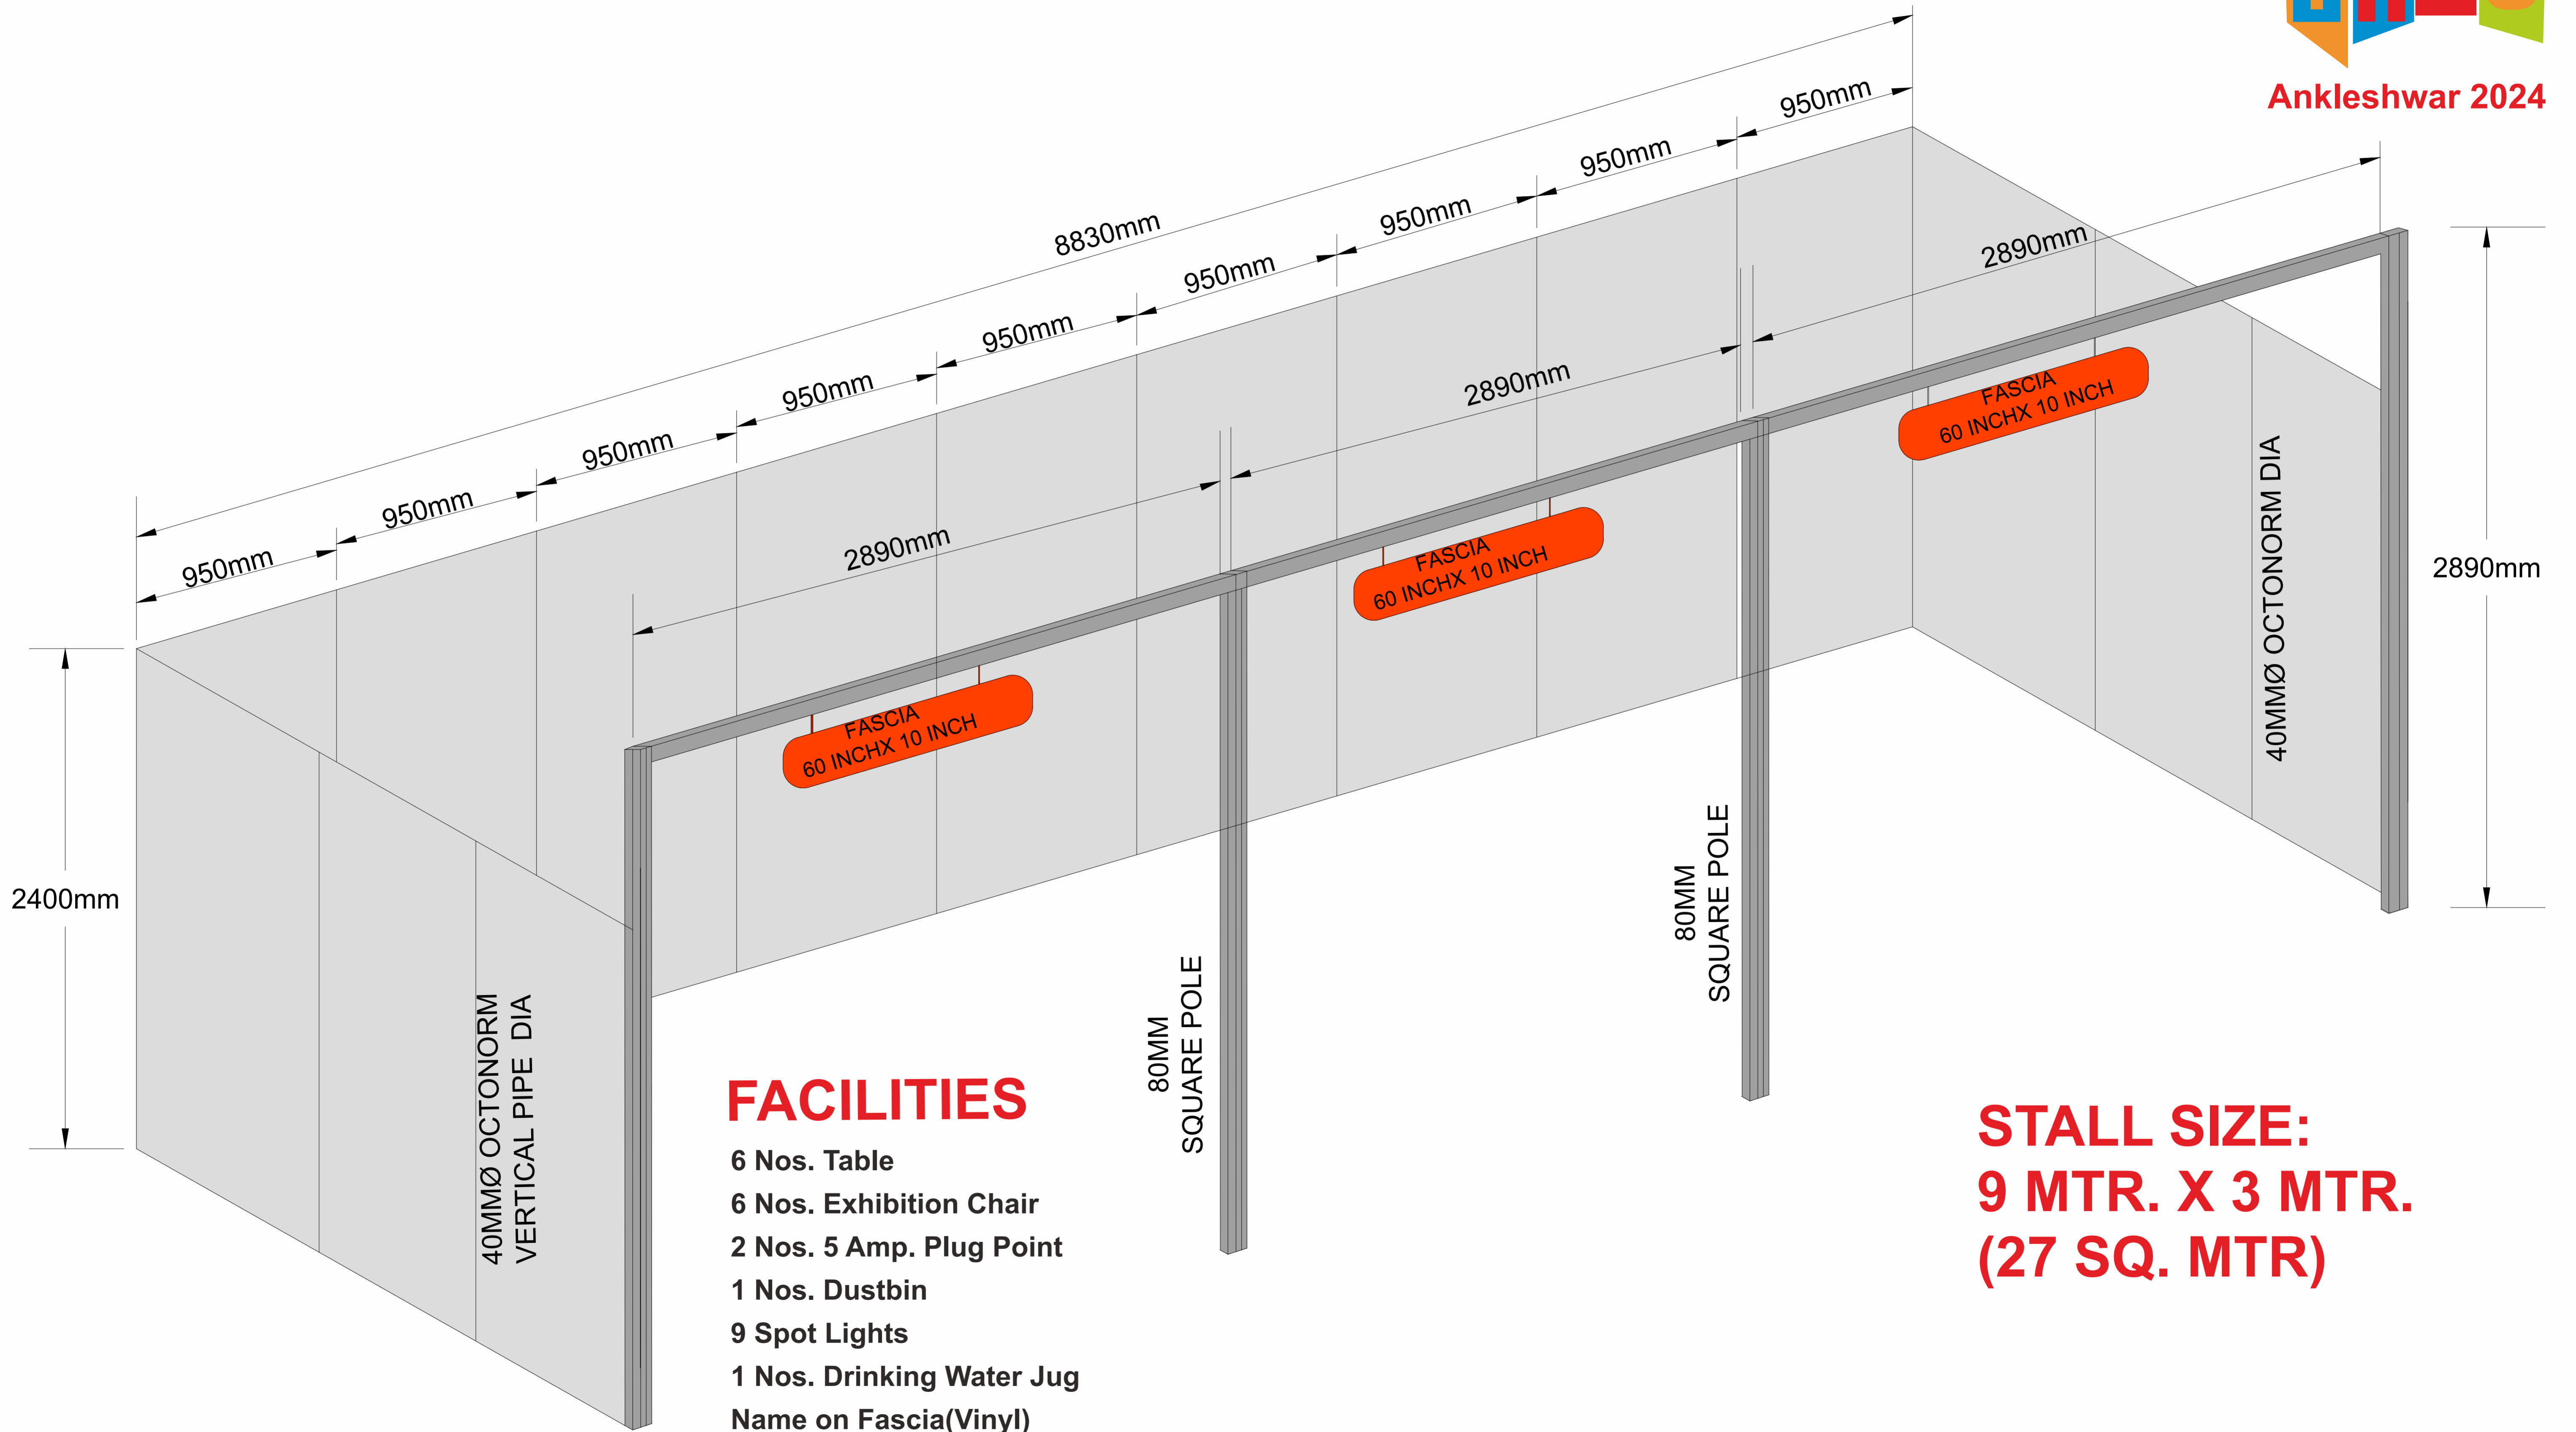 Ankleshwar 2024
8830mm
950mm
950mm
950mm
950mm
950mm
950mm
950mm
950mm
950mm
2890mm
2890mm
2890mm
FASCIA
60 INCHX 10 INCH
FASCIA
60 INCHX 10 INCH
FASCIA
60 INCHX 10 INCH
2400mm
2890mm
40MMØ OCTONORM
VERTICAL PIPE DIA
80MM
SQUARE POLE
80MM
SQUARE POLE
40MMØ OCTONORM DIA
FACILITIES
6 Nos. Table
6 Nos. Exhibition Chair
2 Nos. 5 Amp. Plug Point
1 Nos. Dustbin
9 Spot Lights
1 Nos. Drinking Water Jug
Name on Fascia(Vinyl)
STALL SIZE:
9 MTR. X 3 MTR.
(27 SQ. MTR)